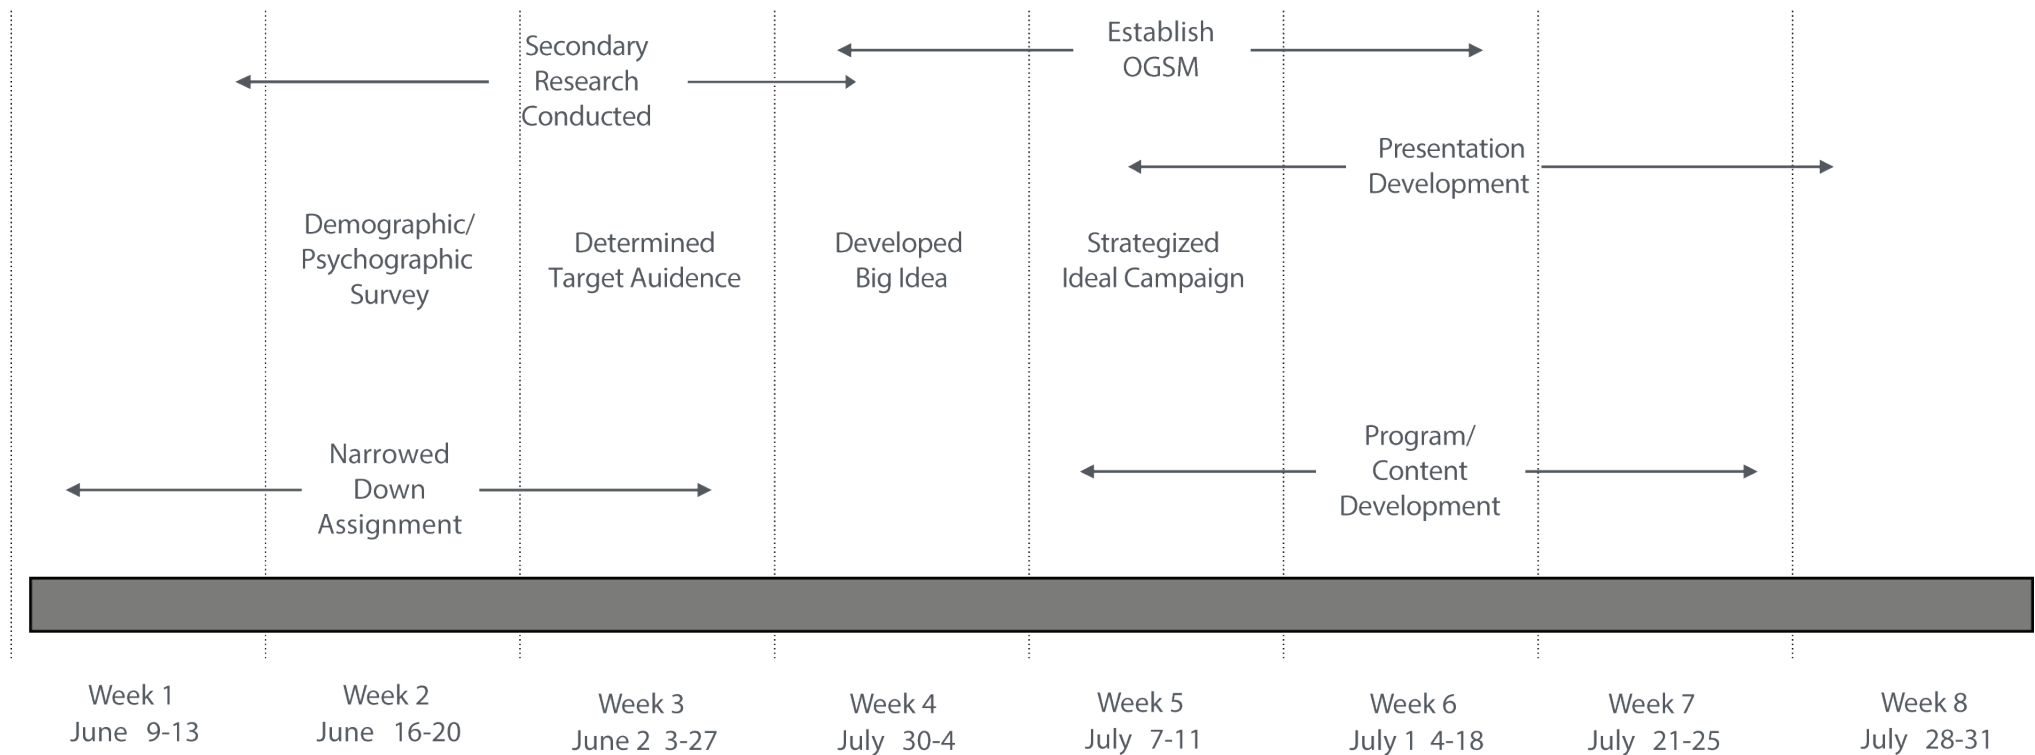 Secondary
Research
Conducted
Establish
OGSM
Presentation
Development
Demographic/
Psychographic
Survey
Determined
Target Auidence
Developed
Big Idea
Strategized
Ideal Campaign
Narrowed
Down
Assignment
Program/
Content
Development
Week 1
June 9-13
Week 2
June 16-20
Week 3
June 2 3-27
Week 4
July 30-4
Week 5
July 7-11
Week 6
July 1 4-18
Week 7
July 21-25
Week 8
July 28-31